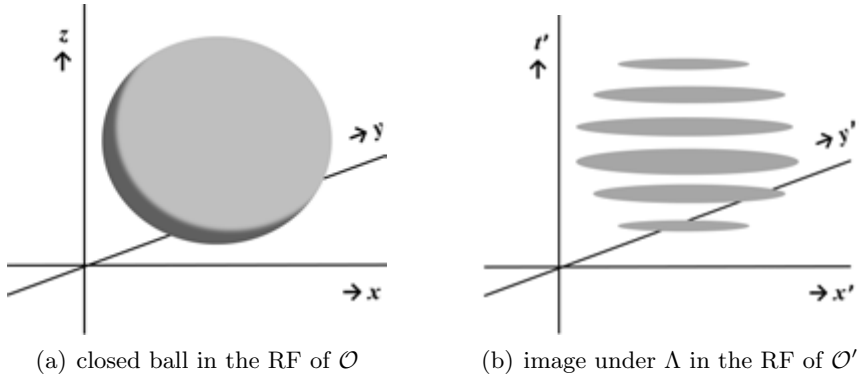 z
→ y
→ x
(a) closed ball in the RF of 𝒪
t'
→ y'
→ x'
(b) image under Λ in the RF of 𝒪'